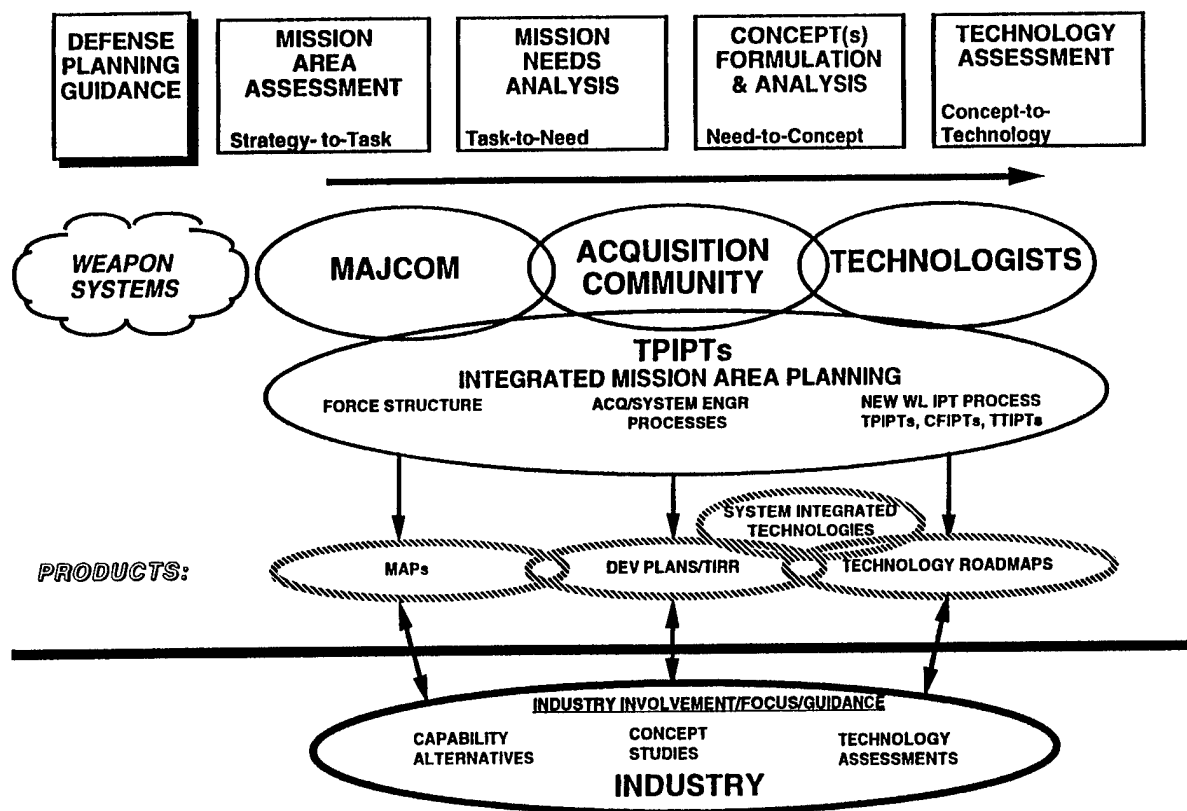 DEFENSE
PLANNING
GUIDANCE
MISSION
AREA
ASSESSMENT
Strategy- to-Task
MISSION
NEEDS
ANALYSIS
Task-to-Need
CONCEPT(s)
FORMULATION
& ANALYSIS
Need-to-Concept
TECHNOLOGY
ASSESSMENT
Concept-to-
Technology
WEAPON
SYSTEMS
MAJCOM
ACQUISITION
COMMUNITY
TECHNOLOGISTS
TPIPTs
INTEGRATED MISSION AREA PLANNING
FORCE STRUCTURE
ACQ/SYSTEM ENGR
PROCESSES
NEW WL IPT PROCESS
TPIPTs, CFIPTs, TTIPTs
SYSTEM INTEGRATED
TECHNOLOGIES
PRODUCTS:
MAPs
DEV PLANS/TIRR
TECHNOLOGY ROADMAPS
INDUSTRY INVOLVEMENT/FOCUS/GUIDANCE
CAPABILITY
ALTERNATIVES
CONCEPT
STUDIES
TECHNOLOGY
ASSESSMENTS
INDUSTRY